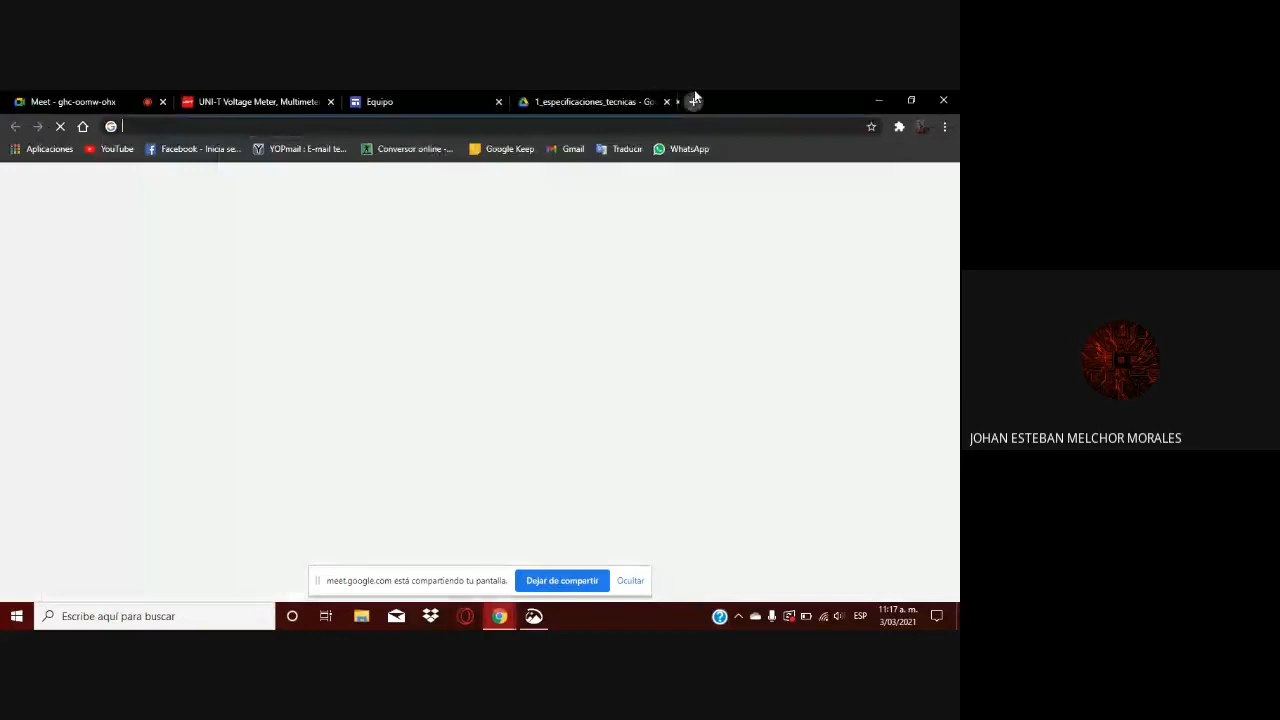 Meet - ghc-oomw-ohx
UNI-T Voltage Meter, Multimeter
Equipo
1_especificaciones_tecnicas - Go
Aplicaciones
YouTube
Facebook - Inicia se...
YOPmail : E-mail te...
Conversor online -...
Google Keep
Gmail
Traducir
WhatsApp
JOHAN ESTEBAN MELCHOR MORALES
meet.google.com está compartiendo tu pantalla.
Dejar de compartir
Ocultar
Escribe aquí para buscar
ESP
11:17 a. m.
3/03/2021